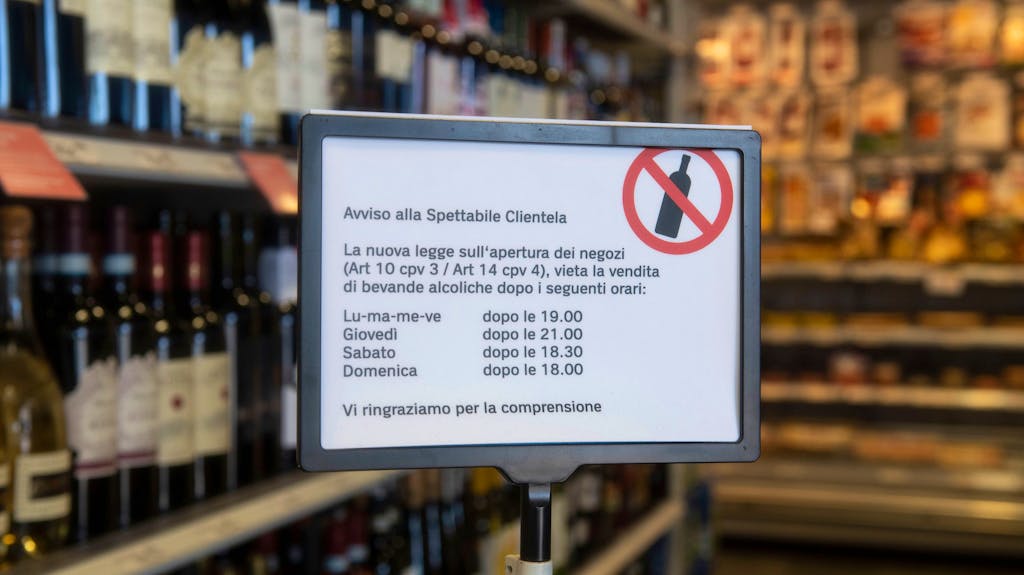 Avviso alla Spettabile Clientela
La nuova legge sull‘apertura dei negozi
(Art 10 cpv 3 / Art 14 cpv 4), vieta la vendita
di bevande alcoliche dopo i seguenti orari:
Lu-ma-me-ve dopo le 19.00
Giovedì dopo le 21.00
Sabato dopo le 18.30
Domenica dopo le 18.00
Vi ringraziamo per la comprensione